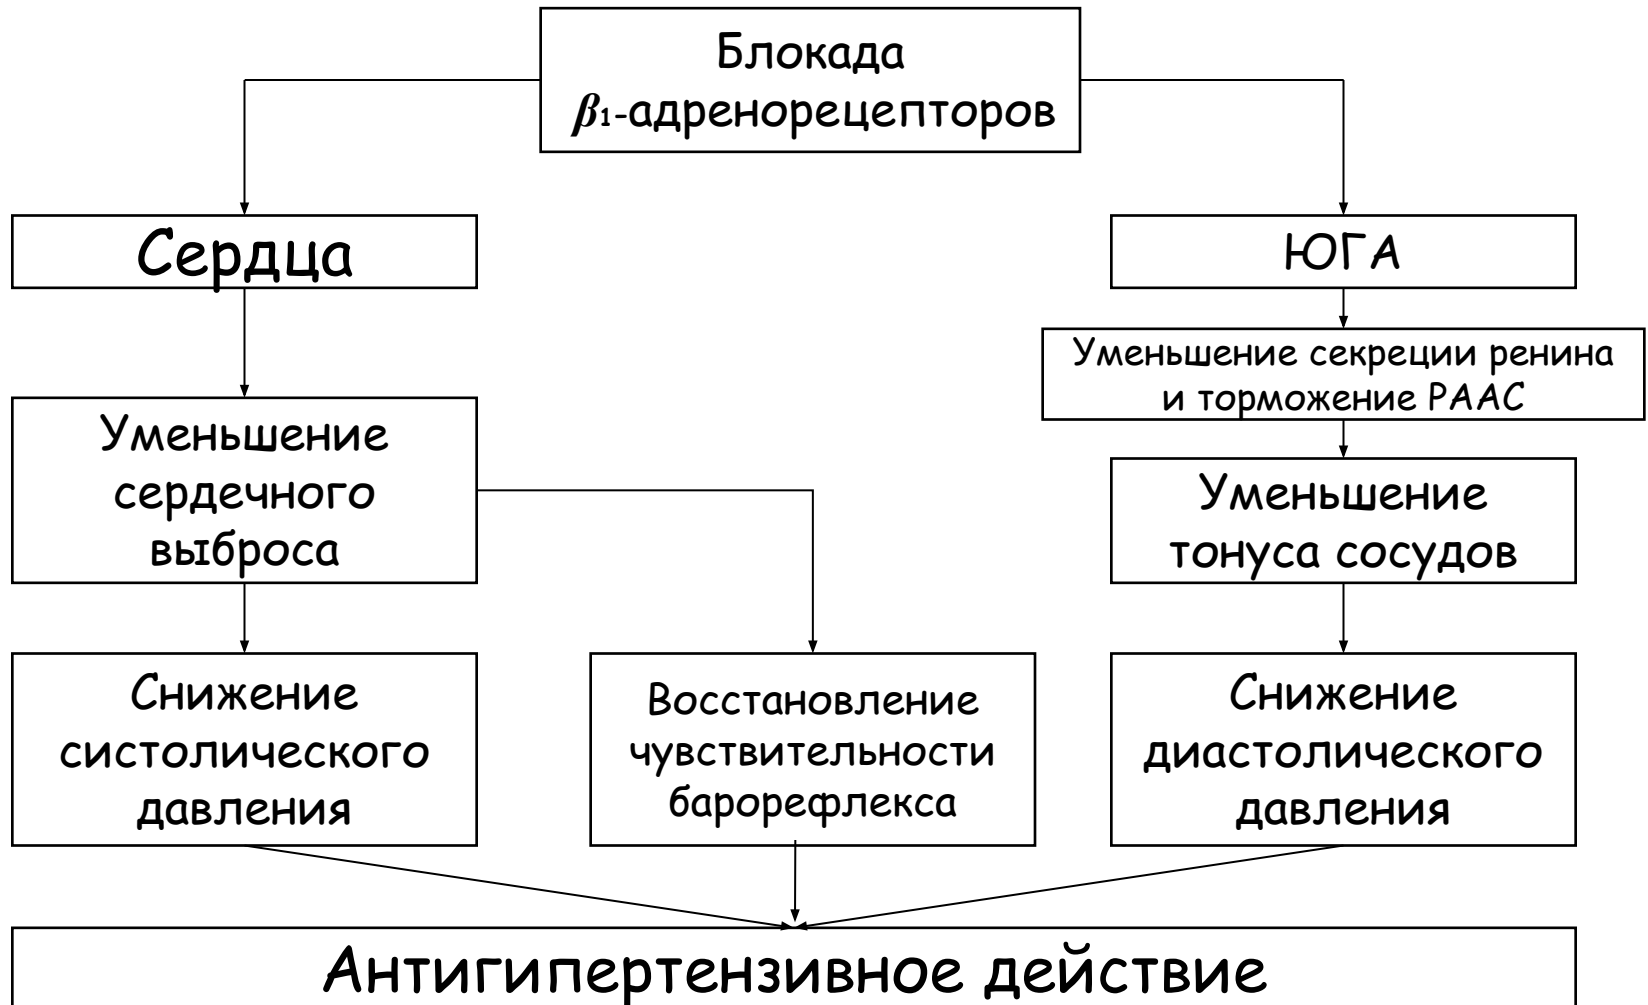 Блокада
β1-адренорецепторов
Сердца
ЮГА
Уменьшение секреции ренина
и торможение РААС
Уменьшение
сердечного
выброса
Уменьшение
тонуса сосудов
Снижение
систолического
давления
Восстановление
чувствительности
барорефлекса
Снижение
диастолического
давления
Антигипертензивное действие